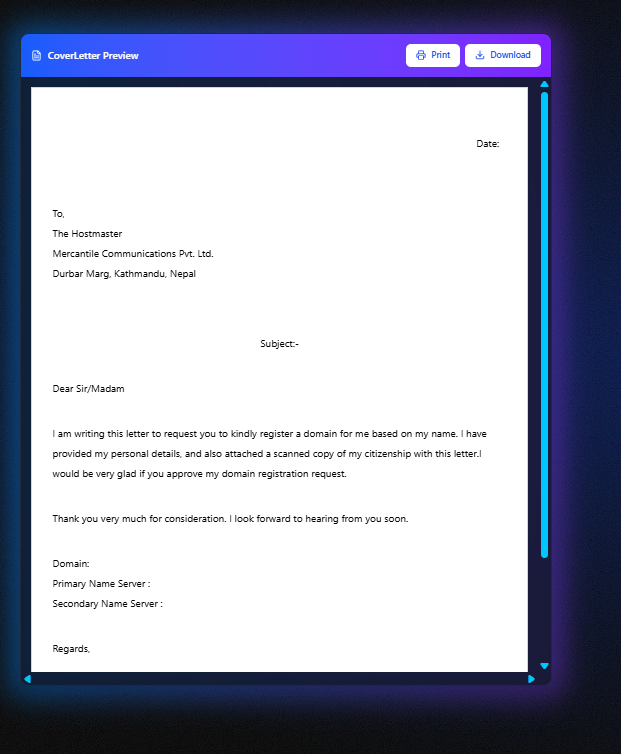 CoverLetter Preview
Print
Download
Date:
To,
The Hostmaster
Mercantile Communications Pvt. Ltd.
Durbar Marg, Kathmandu, Nepal
Subject:-
Dear Sir/Madam
I am writing this letter to request you to kindly register a domain for me based on my name. I have
provided my personal details, and also attached a scanned copy of my citizenship with this letter.I
would be very glad if you approve my domain registration request.
Thank you very much for consideration. I look forward to hearing from you soon.
Domain:
Primary Name Server :
Secondary Name Server :
Regards,